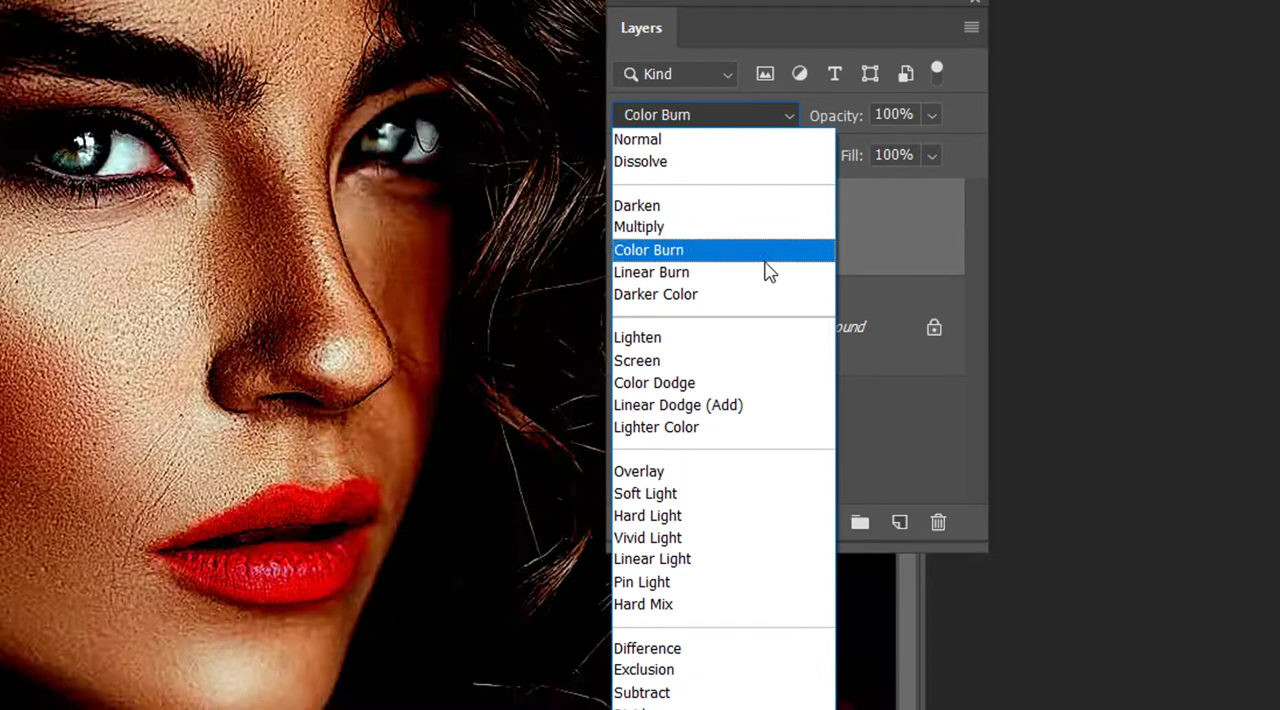 Layers
Kind
Color Burn
Opacity: 100%
Normal
Dissolve
Fill: 100%
Darken
Multiply
Color Burn
Linear Burn
Darker Color
ound
Lighten
Screen
Color Dodge
Linear Dodge (Add)
Lighter Color
Overlay
Soft Light
Hard Light
Vivid Light
Linear Light
Pin Light
Hard Mix
Difference
Exclusion
Subtract